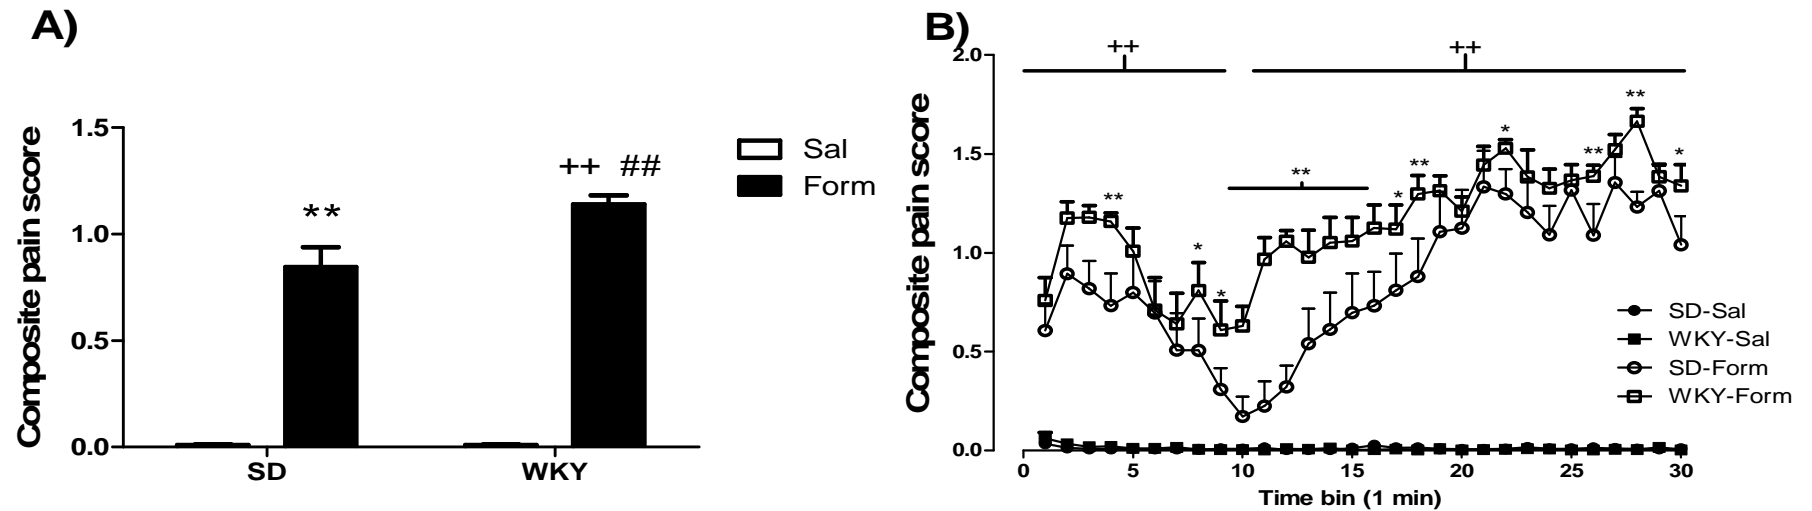 A)
Composite pain score
1.5
1.0
0.5
0.0
**
++ ##
SD
WKY
Sal
Form
B)
Composite pain score
2.0
1.5
1.0
0.5
0.0
++
++
**
*
*
**
*
**
*
**
**
*
0
5
10
15
20
25
30
Time bin (1 min)
SD-Sal
WKY-Sal
SD-Form
WKY-Form